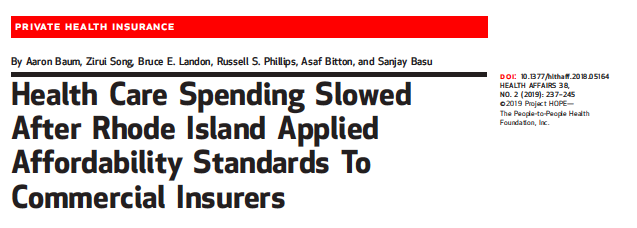 PRIVATE HEALTH INSURANCE
By Aaron Baum, Zirui Song, Bruce E. Landon, Russell S. Phillips, Asaf Bitton, and Sanjay Basu
Health Care Spending Slowed
After Rhode Island Applied
Affordability Standards To
Commercial Insurers
DOI: 10.1377/hlthaff.2018.05164
HEALTH AFFAIRS 38,
NO. 2 (2019): 237–245
©2019 Project HOPE—
The People-to-People Health
Foundation, Inc.